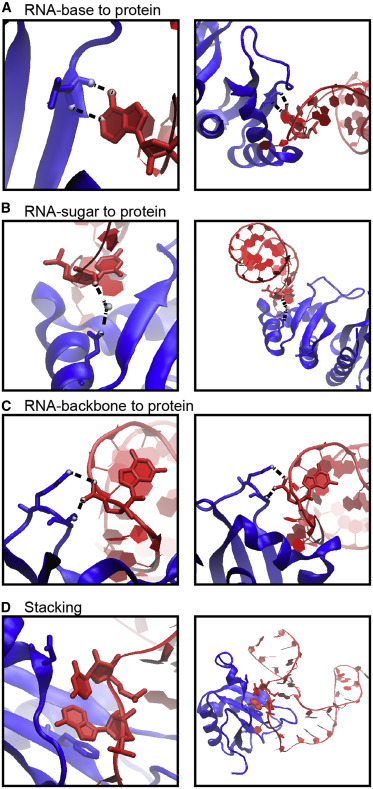 A RNA-base to protein
B RNA-sugar to protein
C RNA-backbone to protein
D Stacking